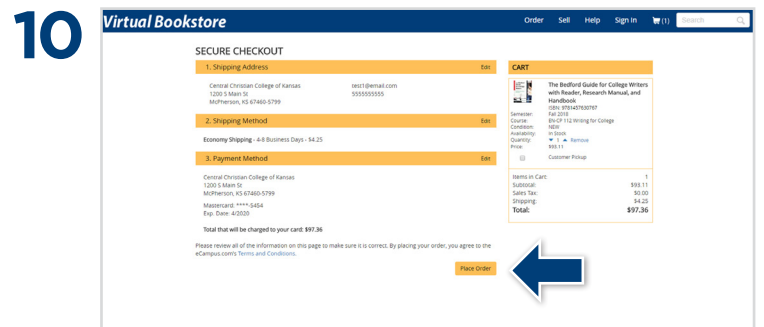 10
Virtual Bookstore
Order Sell Help Sign In (1) Search
SECURE CHECKOUT
1. Shipping Address Edit
Central Christian College of Kansas test1@email.com
1200 S Main St 5555555555
McPherson, KS 67460-5799
2. Shipping Method Edit
Economy Shipping - 4-8 Business Days - $4.25
3. Payment Method Edit
Central Christian College of Kansas
1200 S Main St
McPherson, KS 67460-5799
Mastercard: ****-5454
Exp. Date: 4/2020
Total that will be charged to your card: $97.36
Please review all of the information on this page to make sure it is correct. By placing your order, you agree to the
eCampus.com's Terms and Conditions.
Place Order
CART
The Bedford Guide for College Writers
with Reader, Research Manual, and
Handbook
ISBN: 9781457630767
Semester: Fall 2016
Course: EN-CP 112 Writing for College
Condition: NEW
Availability: In Stock
Quantity: 1 Remove
Price: $93.11
Customer Pickup
Items in Cart: 1
Subtotal: $93.11
Sales Tax: $0.00
Shipping: $4.25
Total: $97.36